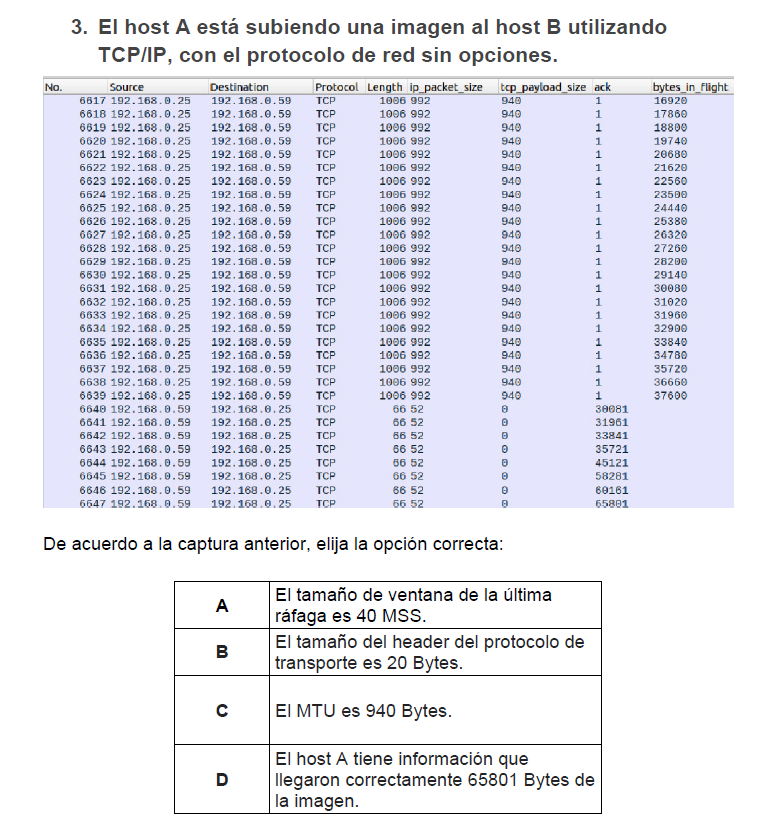 3. El host A está subiendo una imagen al host B utilizando
TCP/IP, con el protocolo de red sin opciones.
No. Source Destination Protocol Length ip_packet_size tcp_payload_size ack bytes_in_flight
6617 192.168.0.25 192.168.0.59 TCP 1006 992 940 1 16920
6618 192.168.0.25 192.168.0.59 TCP 1006 992 940 1 17860
6619 192.168.0.25 192.168.0.59 TCP 1006 992 940 1 18800
6620 192.168.0.25 192.168.0.59 TCP 1006 992 940 1 19740
6621 192.168.0.25 192.168.0.59 TCP 1006 992 940 1 20680
6622 192.168.0.25 192.168.0.59 TCP 1006 992 940 1 21620
6623 192.168.0.25 192.168.0.59 TCP 1006 992 940 1 22560
6624 192.168.0.25 192.168.0.59 TCP 1006 992 940 1 23500
6625 192.168.0.25 192.168.0.59 TCP 1006 992 940 1 24440
6626 192.168.0.25 192.168.0.59 TCP 1006 992 940 1 25380
6627 192.168.0.25 192.168.0.59 TCP 1006 992 940 1 26320
6628 192.168.0.25 192.168.0.59 TCP 1006 992 940 1 27260
6629 192.168.0.25 192.168.0.59 TCP 1006 992 940 1 28200
6630 192.168.0.25 192.168.0.59 TCP 1006 992 940 1 29140
6631 192.168.0.25 192.168.0.59 TCP 1006 992 940 1 30080
6632 192.168.0.25 192.168.0.59 TCP 1006 992 940 1 31020
6633 192.168.0.25 192.168.0.59 TCP 1006 992 940 1 31960
6634 192.168.0.25 192.168.0.59 TCP 1006 992 940 1 32900
6635 192.168.0.25 192.168.0.59 TCP 1006 992 940 1 33840
6636 192.168.0.25 192.168.0.59 TCP 1006 992 940 1 34780
6637 192.168.0.25 192.168.0.59 TCP 1006 992 940 1 35720
6638 192.168.0.25 192.168.0.59 TCP 1006 992 940 1 36660
6639 192.168.0.25 192.168.0.59 TCP 1006 992 940 1 37600
6640 192.168.0.59 192.168.0.25 TCP 66 52 0 30081
6641 192.168.0.59 192.168.0.25 TCP 66 52 0 31961
6642 192.168.0.59 192.168.0.25 TCP 66 52 0 33841
6643 192.168.0.59 192.168.0.25 TCP 66 52 0 35721
6644 192.168.0.59 192.168.0.25 TCP 66 52 0 45121
6645 192.168.0.59 192.168.0.25 TCP 66 52 0 58281
6646 192.168.0.59 192.168.0.25 TCP 66 52 0 60161
6647 192.168.0.59 192.168.0.25 TCP 66 52 0 65801
De acuerdo a la captura anterior, elija la opción correcta:
A El tamaño de ventana de la última
ráfaga es 40 MSS.
B El tamaño del header del protocolo de
transporte es 20 Bytes.
C El MTU es 940 Bytes.
D El host A tiene información que
llegaron correctamente 65801 Bytes de
la imagen.